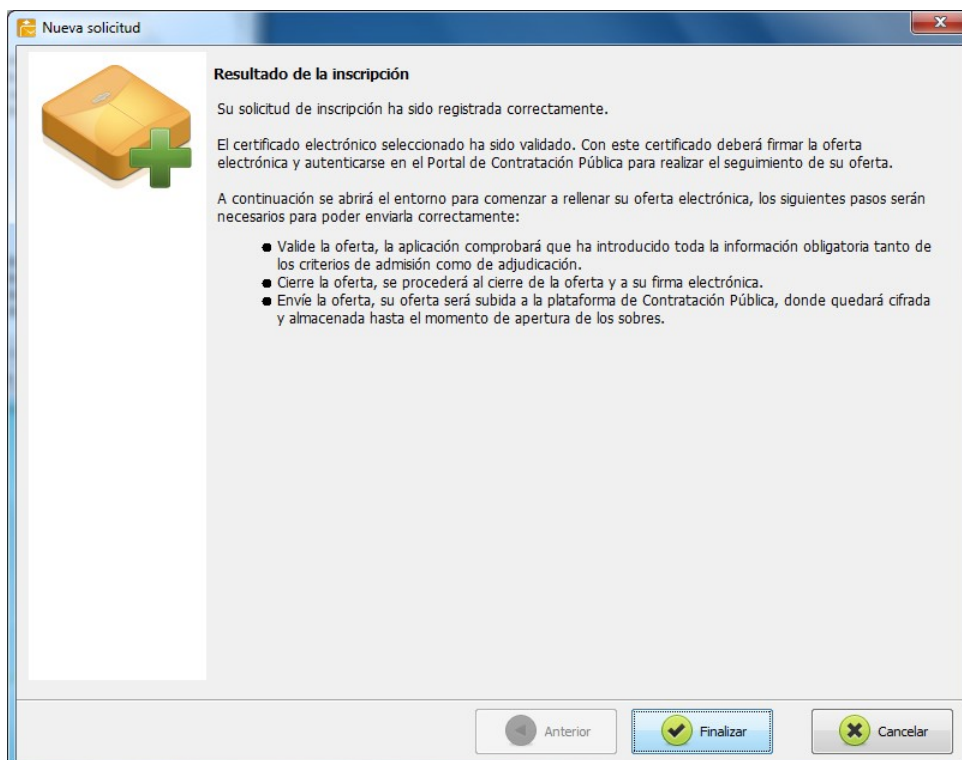 Nueva solicitud
Resultado de la inscripción
Su solicitud de inscripción ha sido registrada correctamente.
El certificado electrónico seleccionado ha sido validado. Con este certificado deberá firmar la oferta
electrónica y autenticarse en el Portal de Contratación Pública para realizar el seguimiento de su oferta.
A continuación se abrirá el entorno para comenzar a rellenar su oferta electrónica, los siguientes pasos serán
necesarios para poder enviarla correctamente:
● Valide la oferta, la aplicación comprobará que ha introducido toda la información obligatoria tanto de
los criterios de admisión como de adjudicación.
● Cierre la oferta, se procederá al cierre de la oferta y a su firma electrónica.
● Envíe la oferta, su oferta será subida a la plataforma de Contratación Pública, donde quedará cifrada
y almacenada hasta el momento de apertura de los sobres.
Anterior
Finalizar
Cancelar